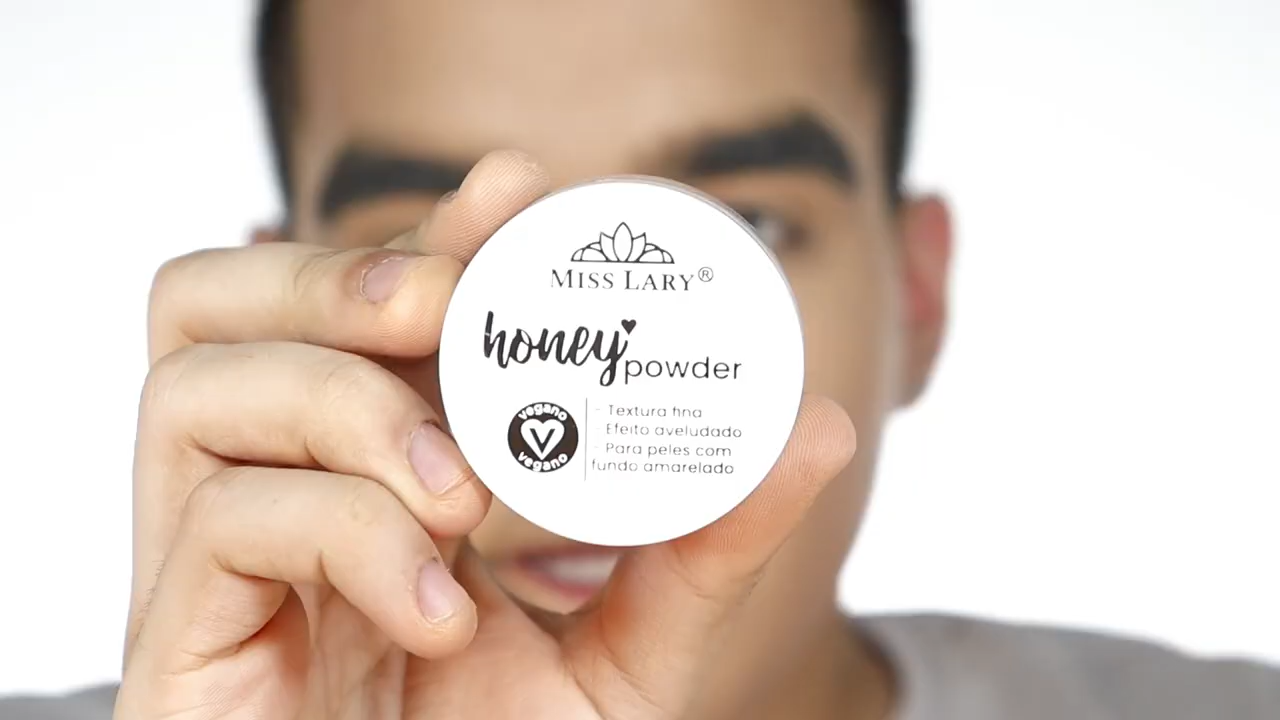 MISS LARY®
honey powder
vegano
vegano
- Textura fina
- Efeito aveludado
- Para peles com
fundo amarelado